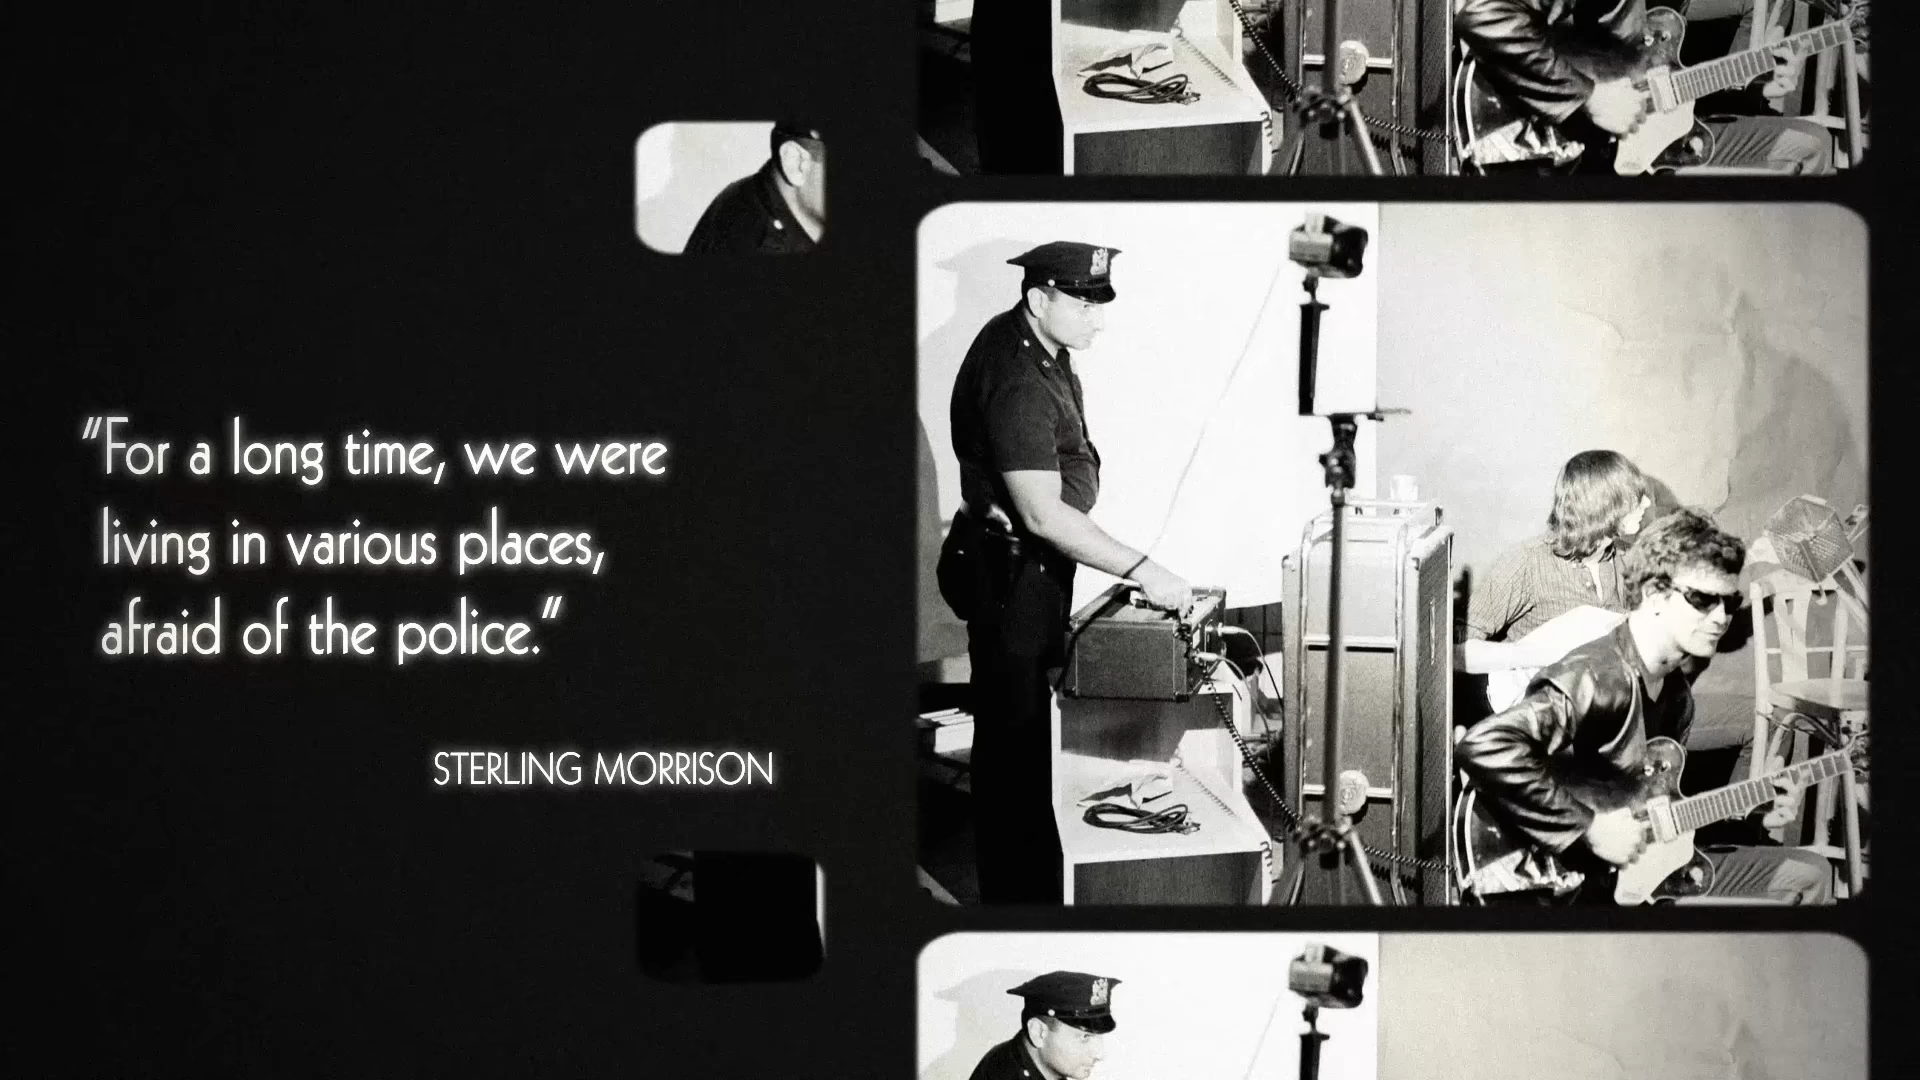 “For a long time, we were
living in various places,
afraid of the police.”
STERLING MORRISON